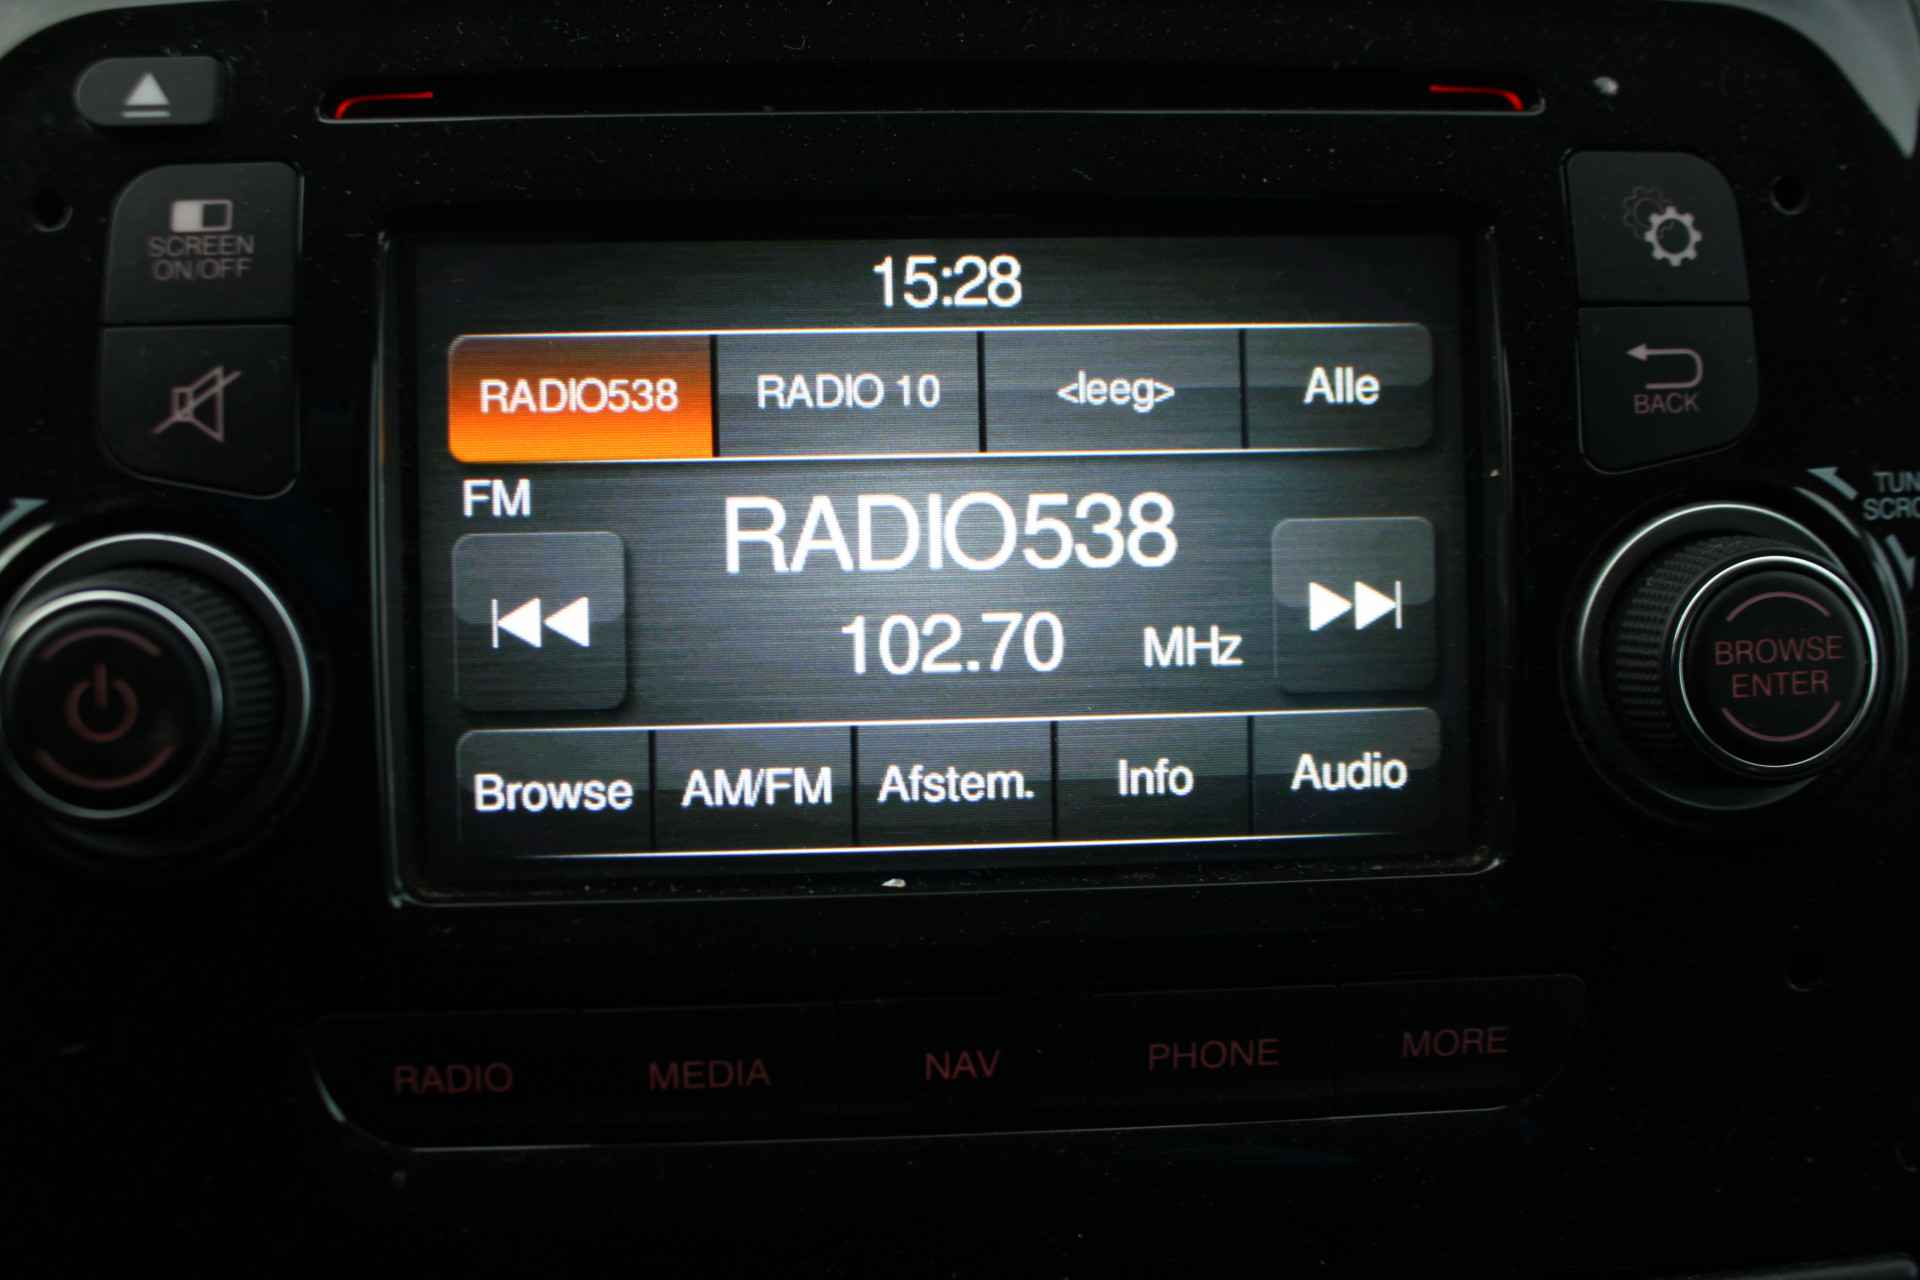 SCREEN
ON/OFF
15:28
RADIO538 RADIO 10 <leeg> Alle
BACK
FM
RADIO538
102.70 MHz
BROWSE
ENTER
Browse AM/FM Afstem. Info Audio
RADIO MEDIA NAV PHONE MORE